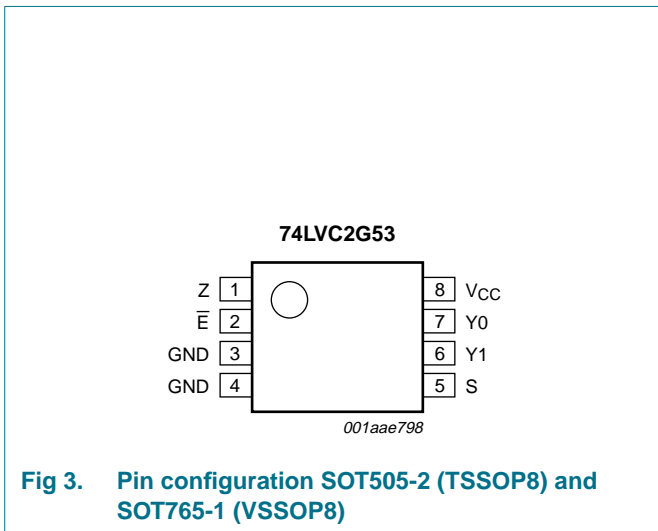 74LVC2G53
Z 1 8 VCC
E̅ 2 7 Y0
GND 3 6 Y1
GND 4 5 S
001aae798
Fig 3. Pin configuration SOT505-2 (TSSOP8) and
SOT765-1 (VSSOP8)